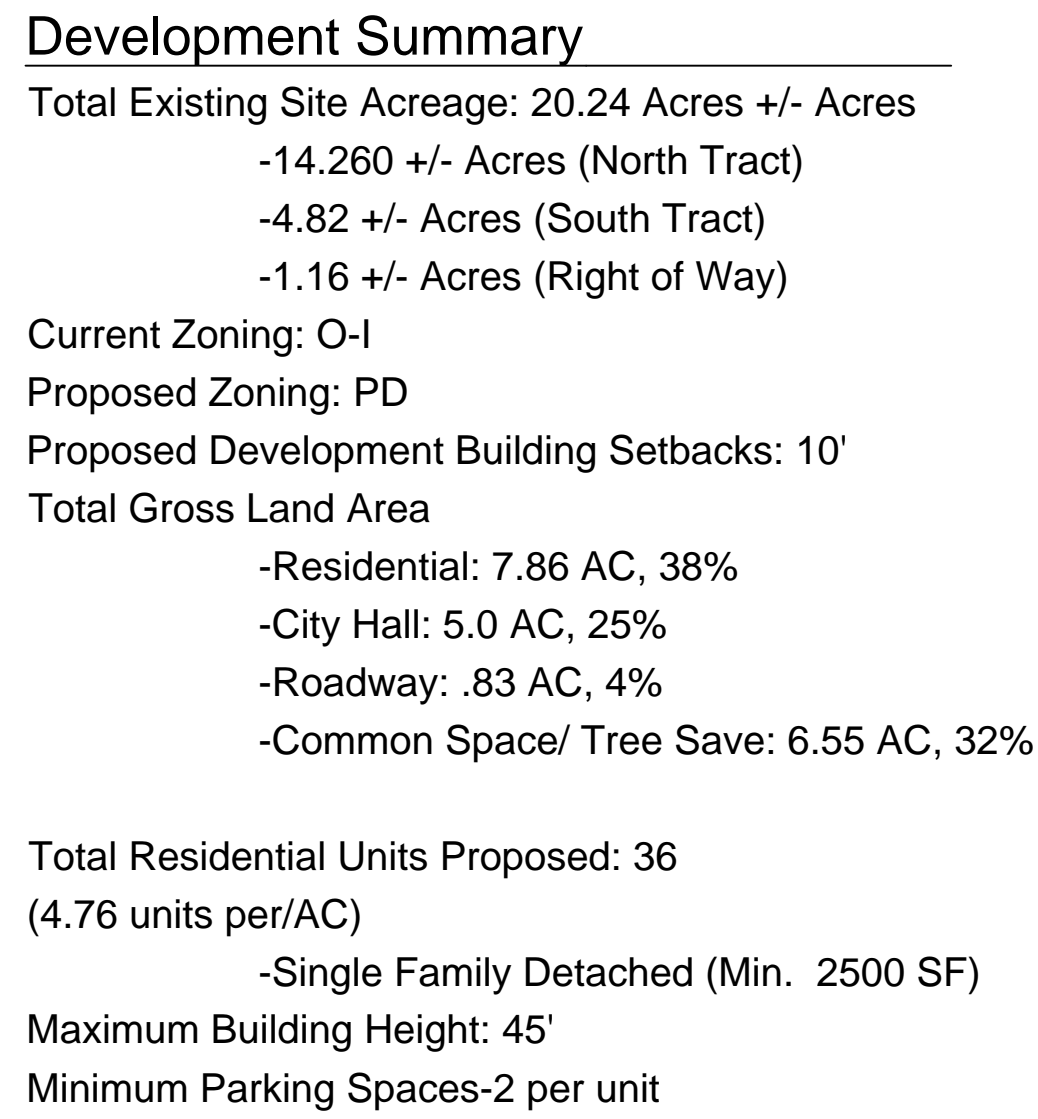 Development Summary
Total Existing Site Acreage: 20.24 Acres +/- Acres
-14.260 +/- Acres (North Tract)
-4.82 +/- Acres (South Tract)
-1.16 +/- Acres (Right of Way)
Current Zoning: O-I
Proposed Zoning: PD
Proposed Development Building Setbacks: 10'
Total Gross Land Area
-Residential: 7.86 AC, 38%
-City Hall: 5.0 AC, 25%
-Roadway: .83 AC, 4%
-Common Space/ Tree Save: 6.55 AC, 32%
Total Residential Units Proposed: 36
(4.76 units per/AC)
-Single Family Detached (Min.  2500 SF)
Maximum Building Height: 45'
Minimum Parking Spaces-2 per unit